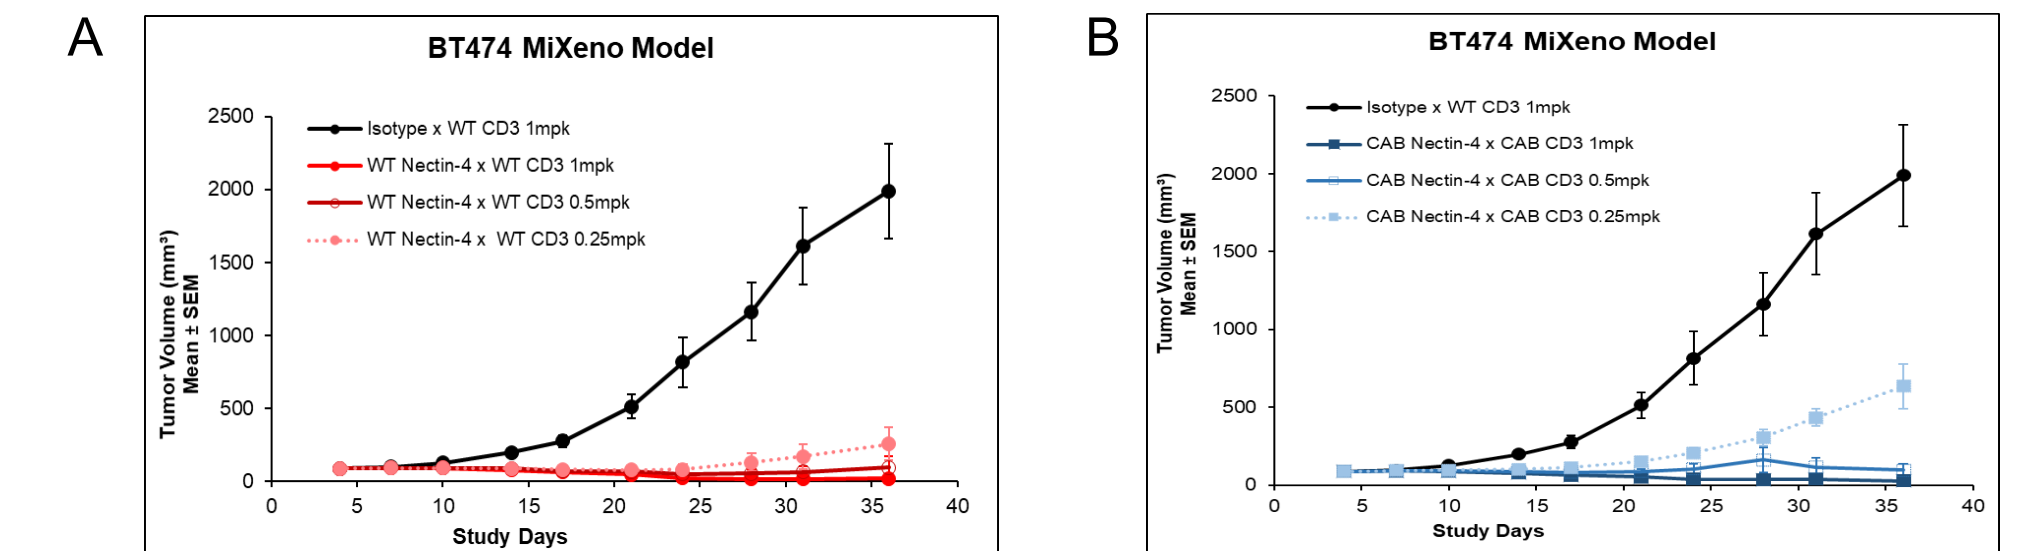 A
BT474 MiXeno Model
2500
2000
1500
1000
500
0
Tumor Volume (mm³)
Mean ± SEM
Isotype x WT CD3 1mpk
WT Nectin-4 x WT CD3 1mpk
WT Nectin-4 x WT CD3 0.5mpk
WT Nectin-4 x WT CD3 0.25mpk
0 5 10 15 20 25 30 35 40
Study Days
B
BT474 MiXeno Model
2500
2000
1500
1000
500
0
Tumor Volume (mm³)
Mean ± SEM
Isotype x WT CD3 1mpk
CAB Nectin-4 x CAB CD3 1mpk
CAB Nectin-4 x CAB CD3 0.5mpk
CAB Nectin-4 x CAB CD3 0.25mpk
0 5 10 15 20 25 30 35 40
Study Days